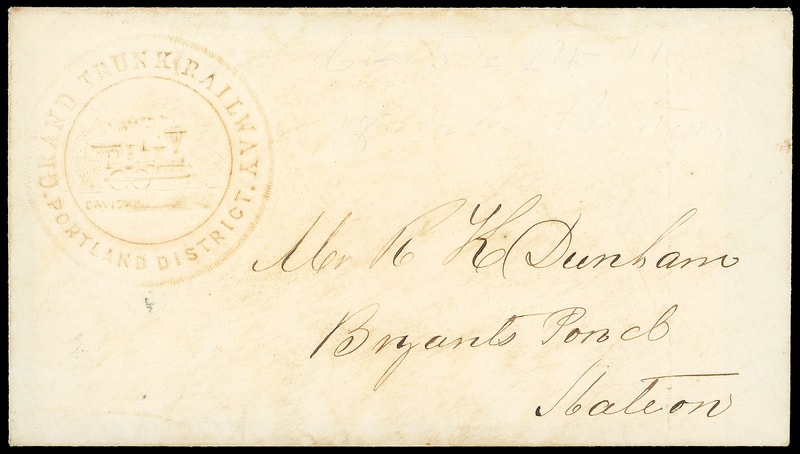 GRAND TRUNK RAILWAY.
PORTLAND DISTRICT.
Mr R K Dunham
Bryants Pond
Station